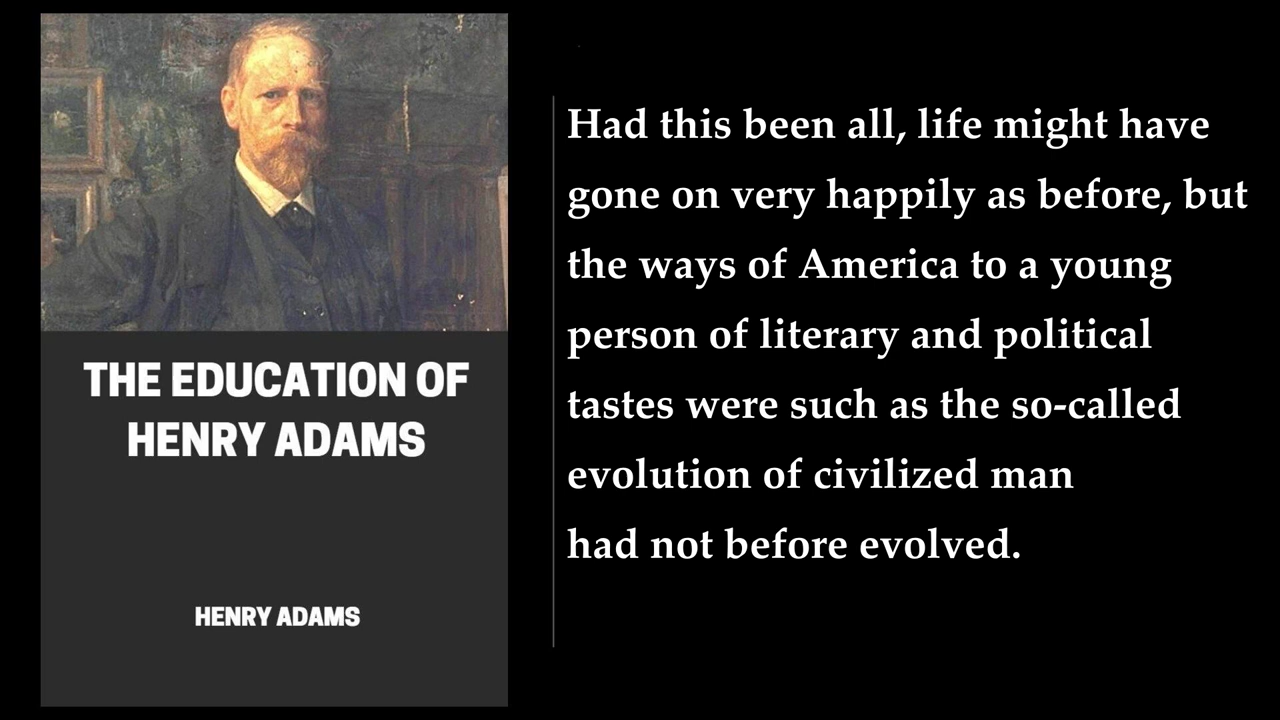 THE EDUCATION OF
HENRY ADAMS
HENRY ADAMS
Had this been all, life might have
gone on very happily as before, but
the ways of America to a young
person of literary and political
tastes were such as the so-called
evolution of civilized man
had not before evolved.